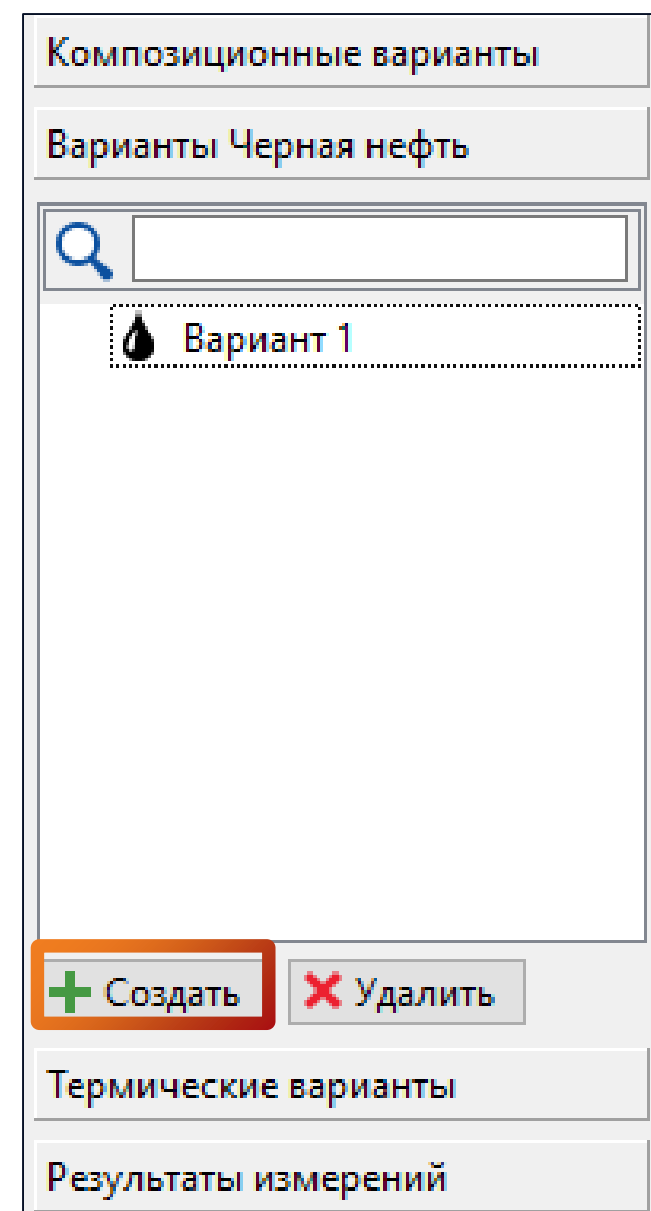 Композиционные варианты
Варианты Черная нефть
Вариант 1
Создать
Удалить
Термические варианты
Результаты измерений